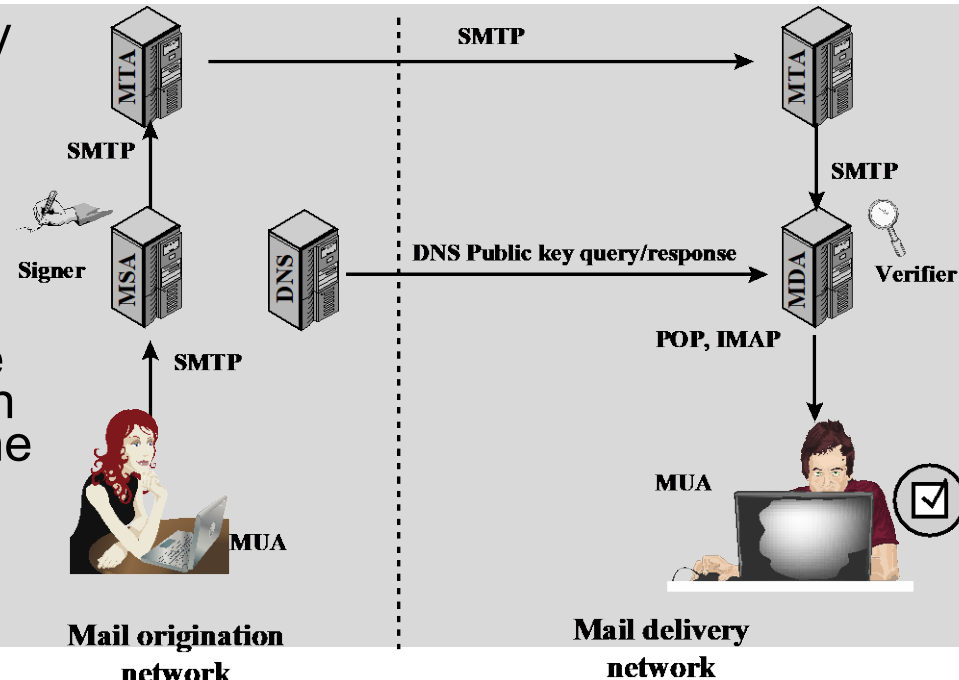 y
e
n
ne
SMTP
MTA
MTA
SMTP
SMTP
Signer
MSA
DNS
DNS Public key query/response
MDA
Verifier
POP, IMAP
SMTP
MUA
MUA
Mail origination
network
Mail delivery
network